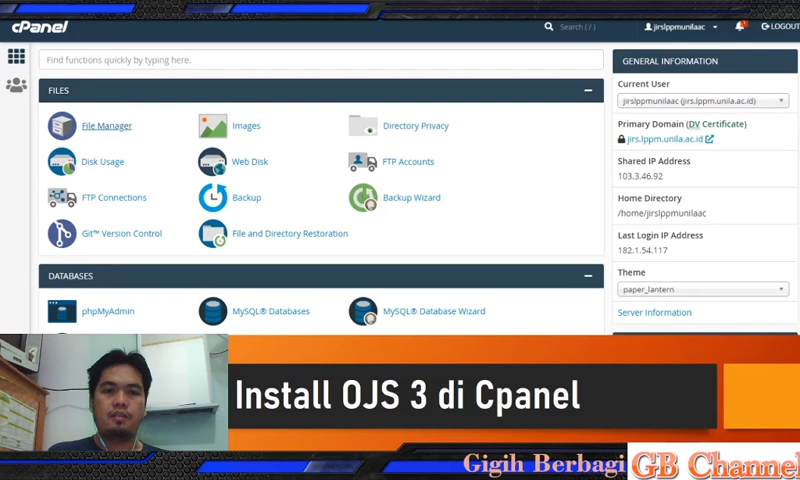 cPanel
Search ( / )
jirslppmunilaac
1
LOGOUT
Find functions quickly by typing here.
FILES
File Manager
Images
Directory Privacy
Disk Usage
Web Disk
FTP Accounts
FTP Connections
Backup
Backup Wizard
Git™ Version Control
File and Directory Restoration
DATABASES
phpMyAdmin
MySQL® Databases
MySQL® Database Wizard
GENERAL INFORMATION
Current User
jirslppmunilaac (jirs.lppm.unila.ac.id)
Primary Domain (DV Certificate)
jirs.lppm.unila.ac.id
Shared IP Address
103.3.46.92
Home Directory
/home/jirslppmunilaac
Last Login IP Address
182.1.54.117
Theme
paper_lantern
Server Information
Install OJS 3 di Cpanel
Gigih Berbagi
GB Channel